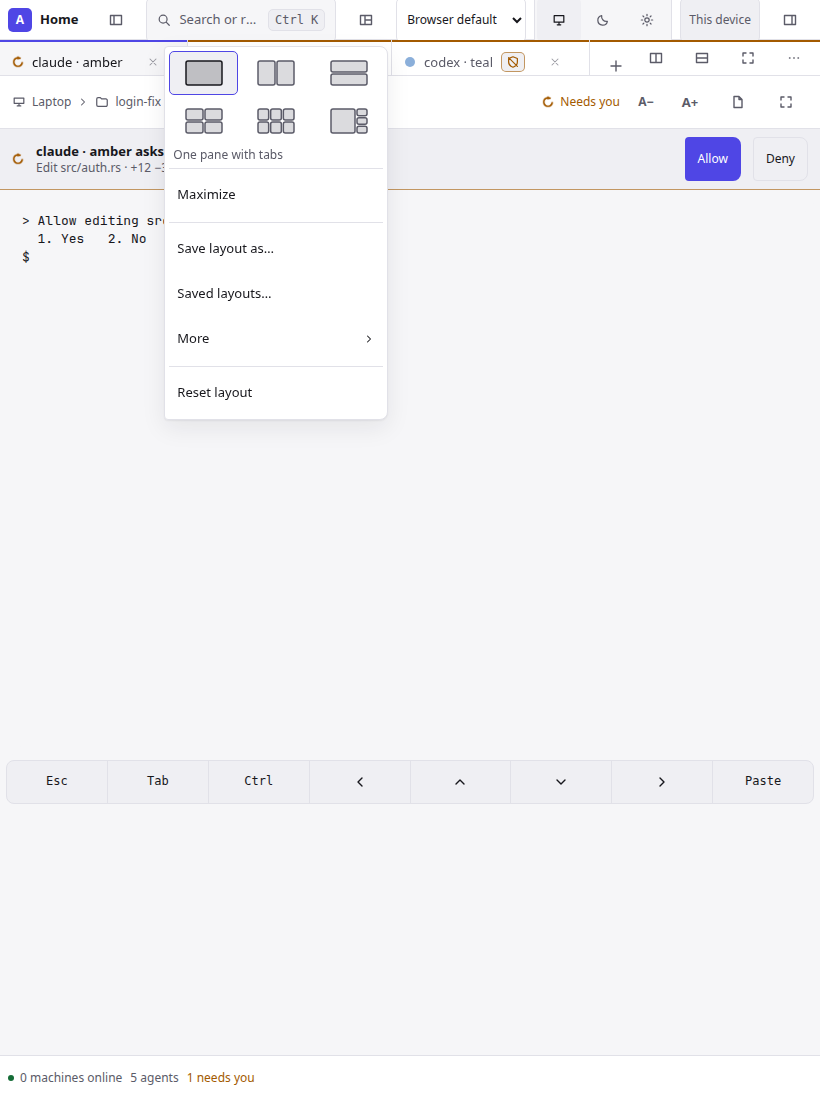 A Home Search or r... Ctrl K Browser default This device
claude · amber codex · teal
Laptop login-fix Needs you A− A+
claude · amber asks
Edit src/auth.rs · +12 Allow Deny
One pane with tabs
Maximize
> Allow editing
1. Yes 2. No
$
Save layout as...
Saved layouts...
More
Reset layout
Esc Tab Ctrl Paste
0 machines online 5 agents 1 needs you